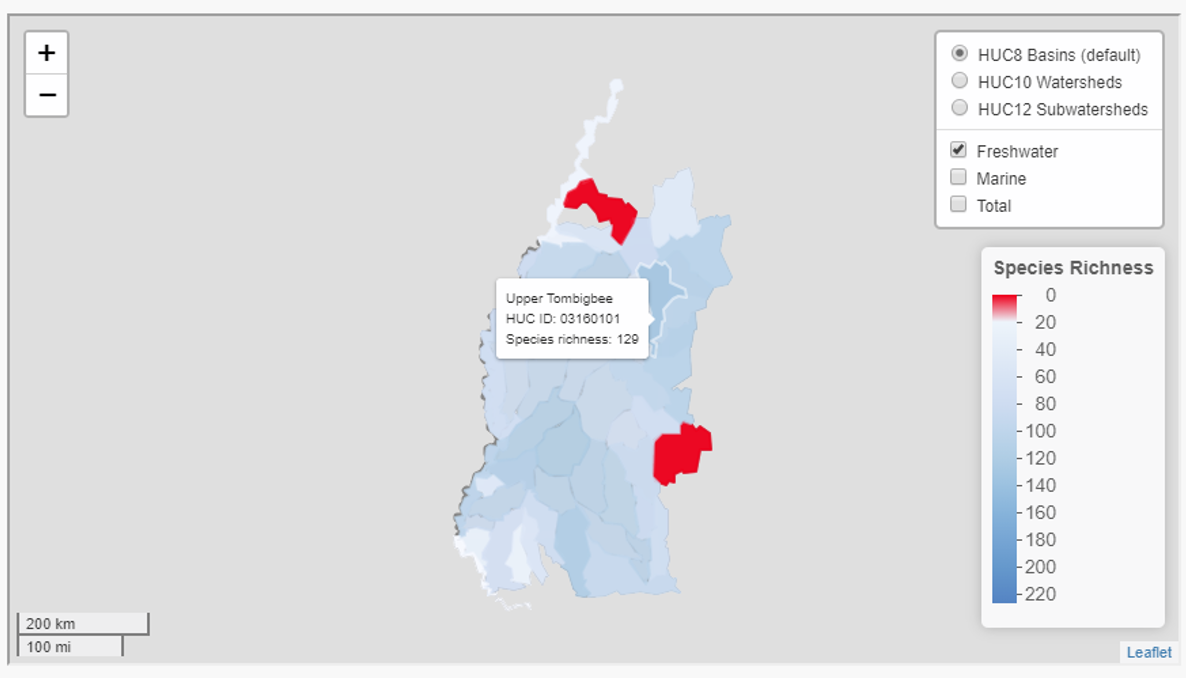 +
−
HUC8 Basins (default)
HUC10 Watersheds
HUC12 Subwatersheds
Freshwater
Marine
Total
Species Richness
0
20
40
60
80
100
120
140
160
180
200
220
Upper Tombigbee
HUC ID: 03160101
Species richness: 129
200 km
100 mi
Leaflet